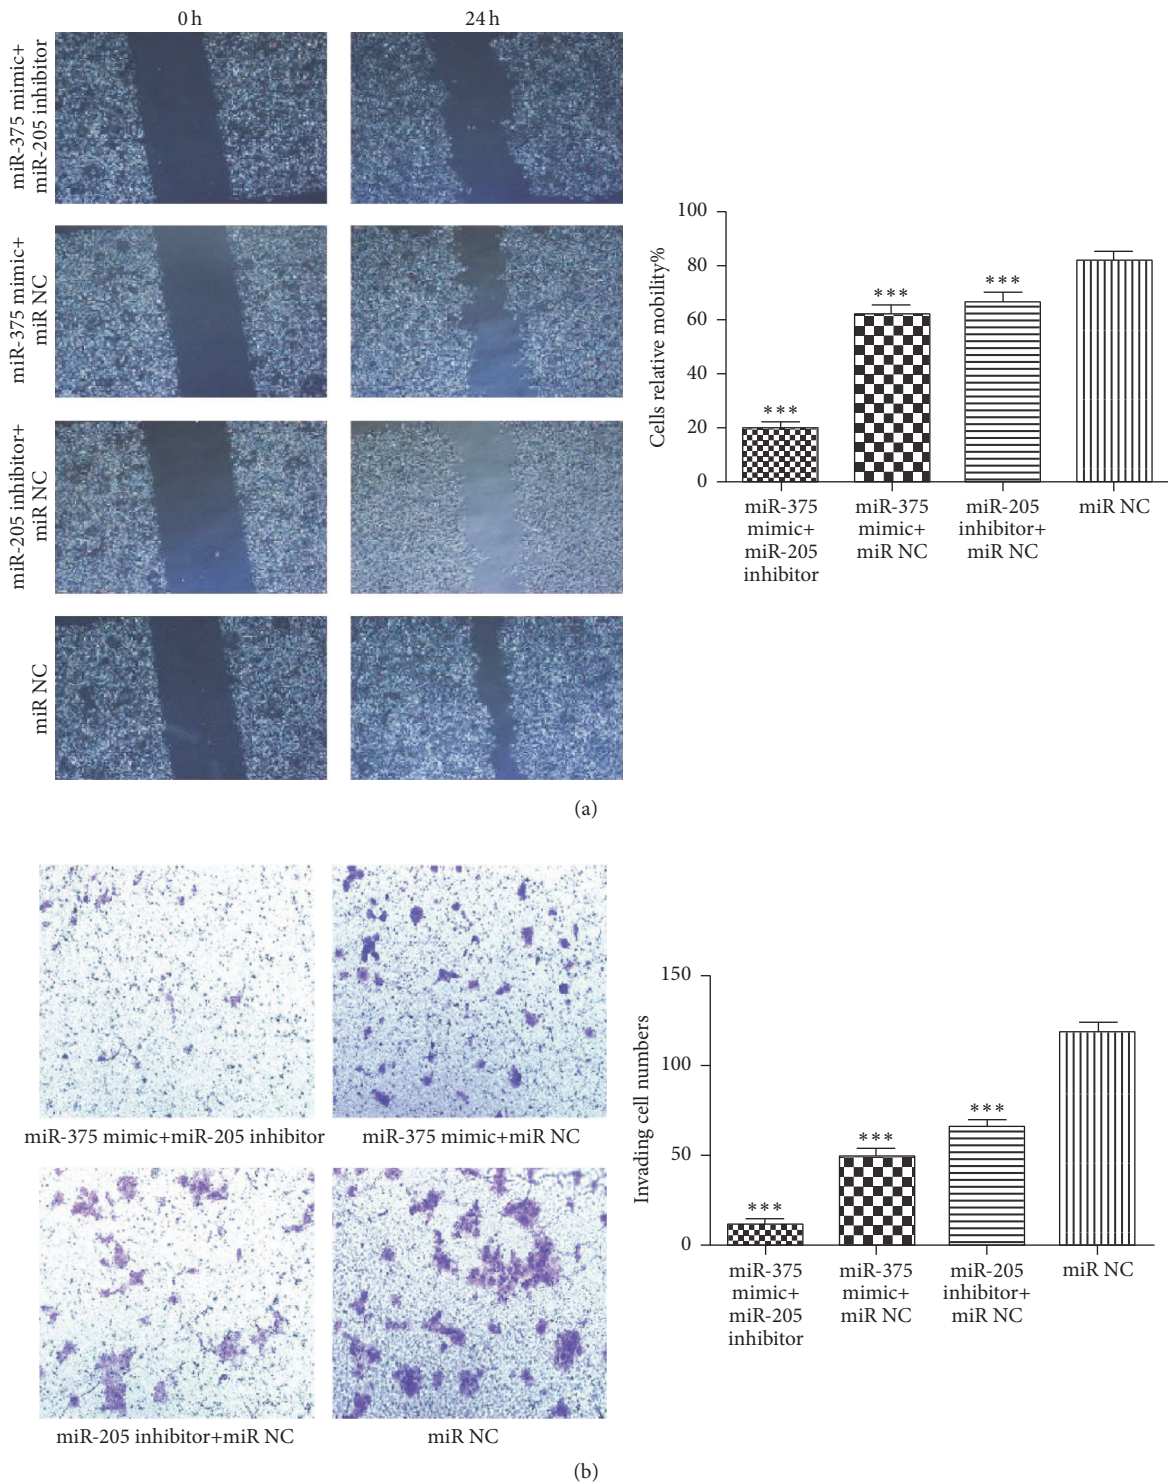 0 h
24 h
miR-375 mimic+
miR-205 inhibitor
miR-375 mimic+
miR NC
miR-205 inhibitor+
miR NC
miR NC
Cells relative mobility%
100
80
60
40
20
0
***
***
***
miR-375
mimic+
miR-205
inhibitor
miR-375
mimic+
miR NC
miR-205
inhibitor+
miR NC
miR NC
(a)
miR-375 mimic+miR-205 inhibitor
miR-375 mimic+miR NC
miR-205 inhibitor+miR NC
miR NC
Invading cell numbers
150
100
50
0
***
***
***
miR-375
mimic+
miR-205
inhibitor
miR-375
mimic+
miR NC
miR-205
inhibitor+
miR NC
miR NC
(b)